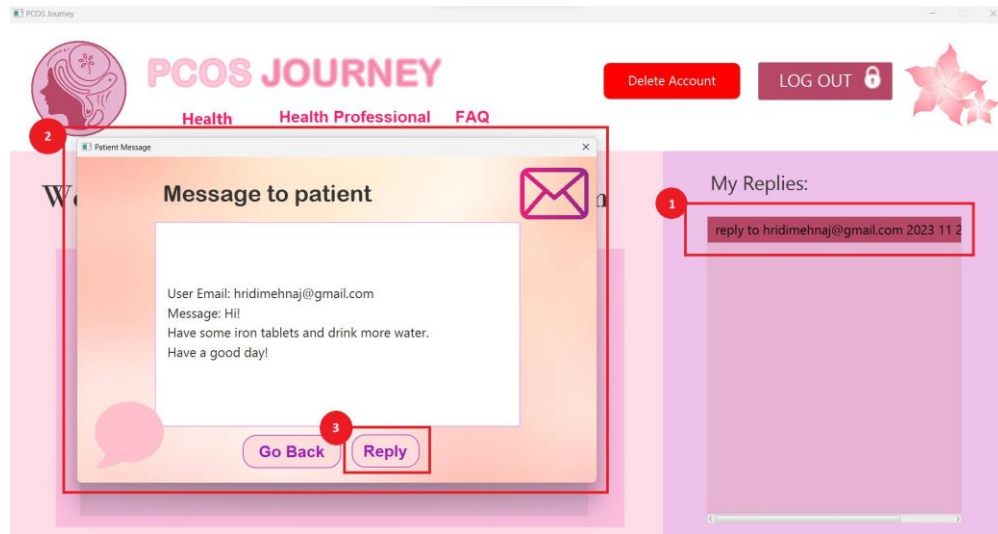 PCOS Journey
PCOS JOURNEY
Delete Account
LOG OUT
Health Health Professional FAQ
2
Patient Message
Message to patient
My Replies:
1
reply to hridimehnaj@gmail.com 2023 11 2
User Email: hridimehnaj@gmail.com
Message: Hi!
Have some iron tablets and drink more water.
Have a good day!
3
Go Back Reply